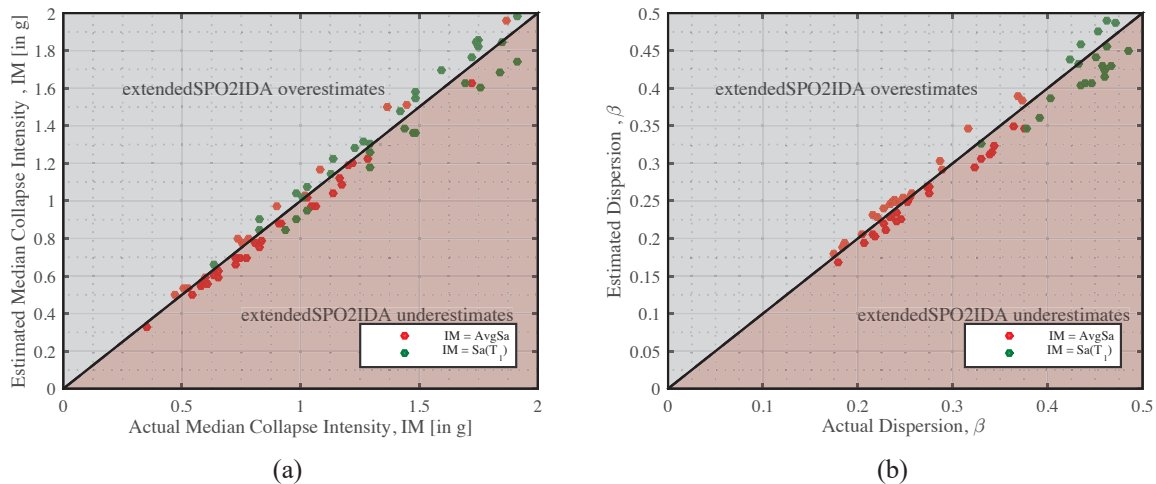 Estimated Median Collapse Intensity , IM [in g]
2
1.8
1.6
1.4
1.2
1
0.8
0.6
0.4
0.2
0
extendedSPO2IDA overestimates
extendedSPO2IDA underestimates
IM = AvgSa
IM = Sa(T1)
0 0.5 1 1.5 2
Actual Median Collapse Intensity, IM [in g]
(a)
Estimated Dispersion , β
0.5
0.45
0.4
0.35
0.3
0.25
0.2
0.15
0.1
0.05
0
extendedSPO2IDA overestimates
extendedSPO2IDA underestimates
IM = AvgSa
IM = Sa(T1)
0 0.1 0.2 0.3 0.4 0.5
Actual Dispersion, β
(b)